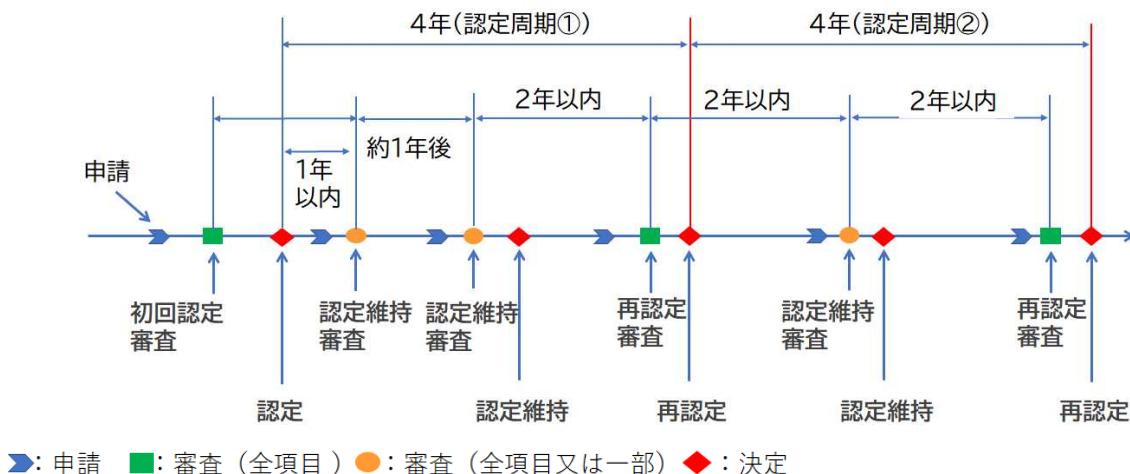 4年(認定周期①)
4年(認定周期②)
2年以内
2年以内
2年以内
約1年後
1年
以内
申請
初回認定
審査
認定維持
審査
認定維持
審査
再認定
審査
認定維持
審査
再認定
審査
認定
認定維持
再認定
認定維持
再認定
：申請 ：審査（全項目 ） ：審査（全項目又は一部） ：決定